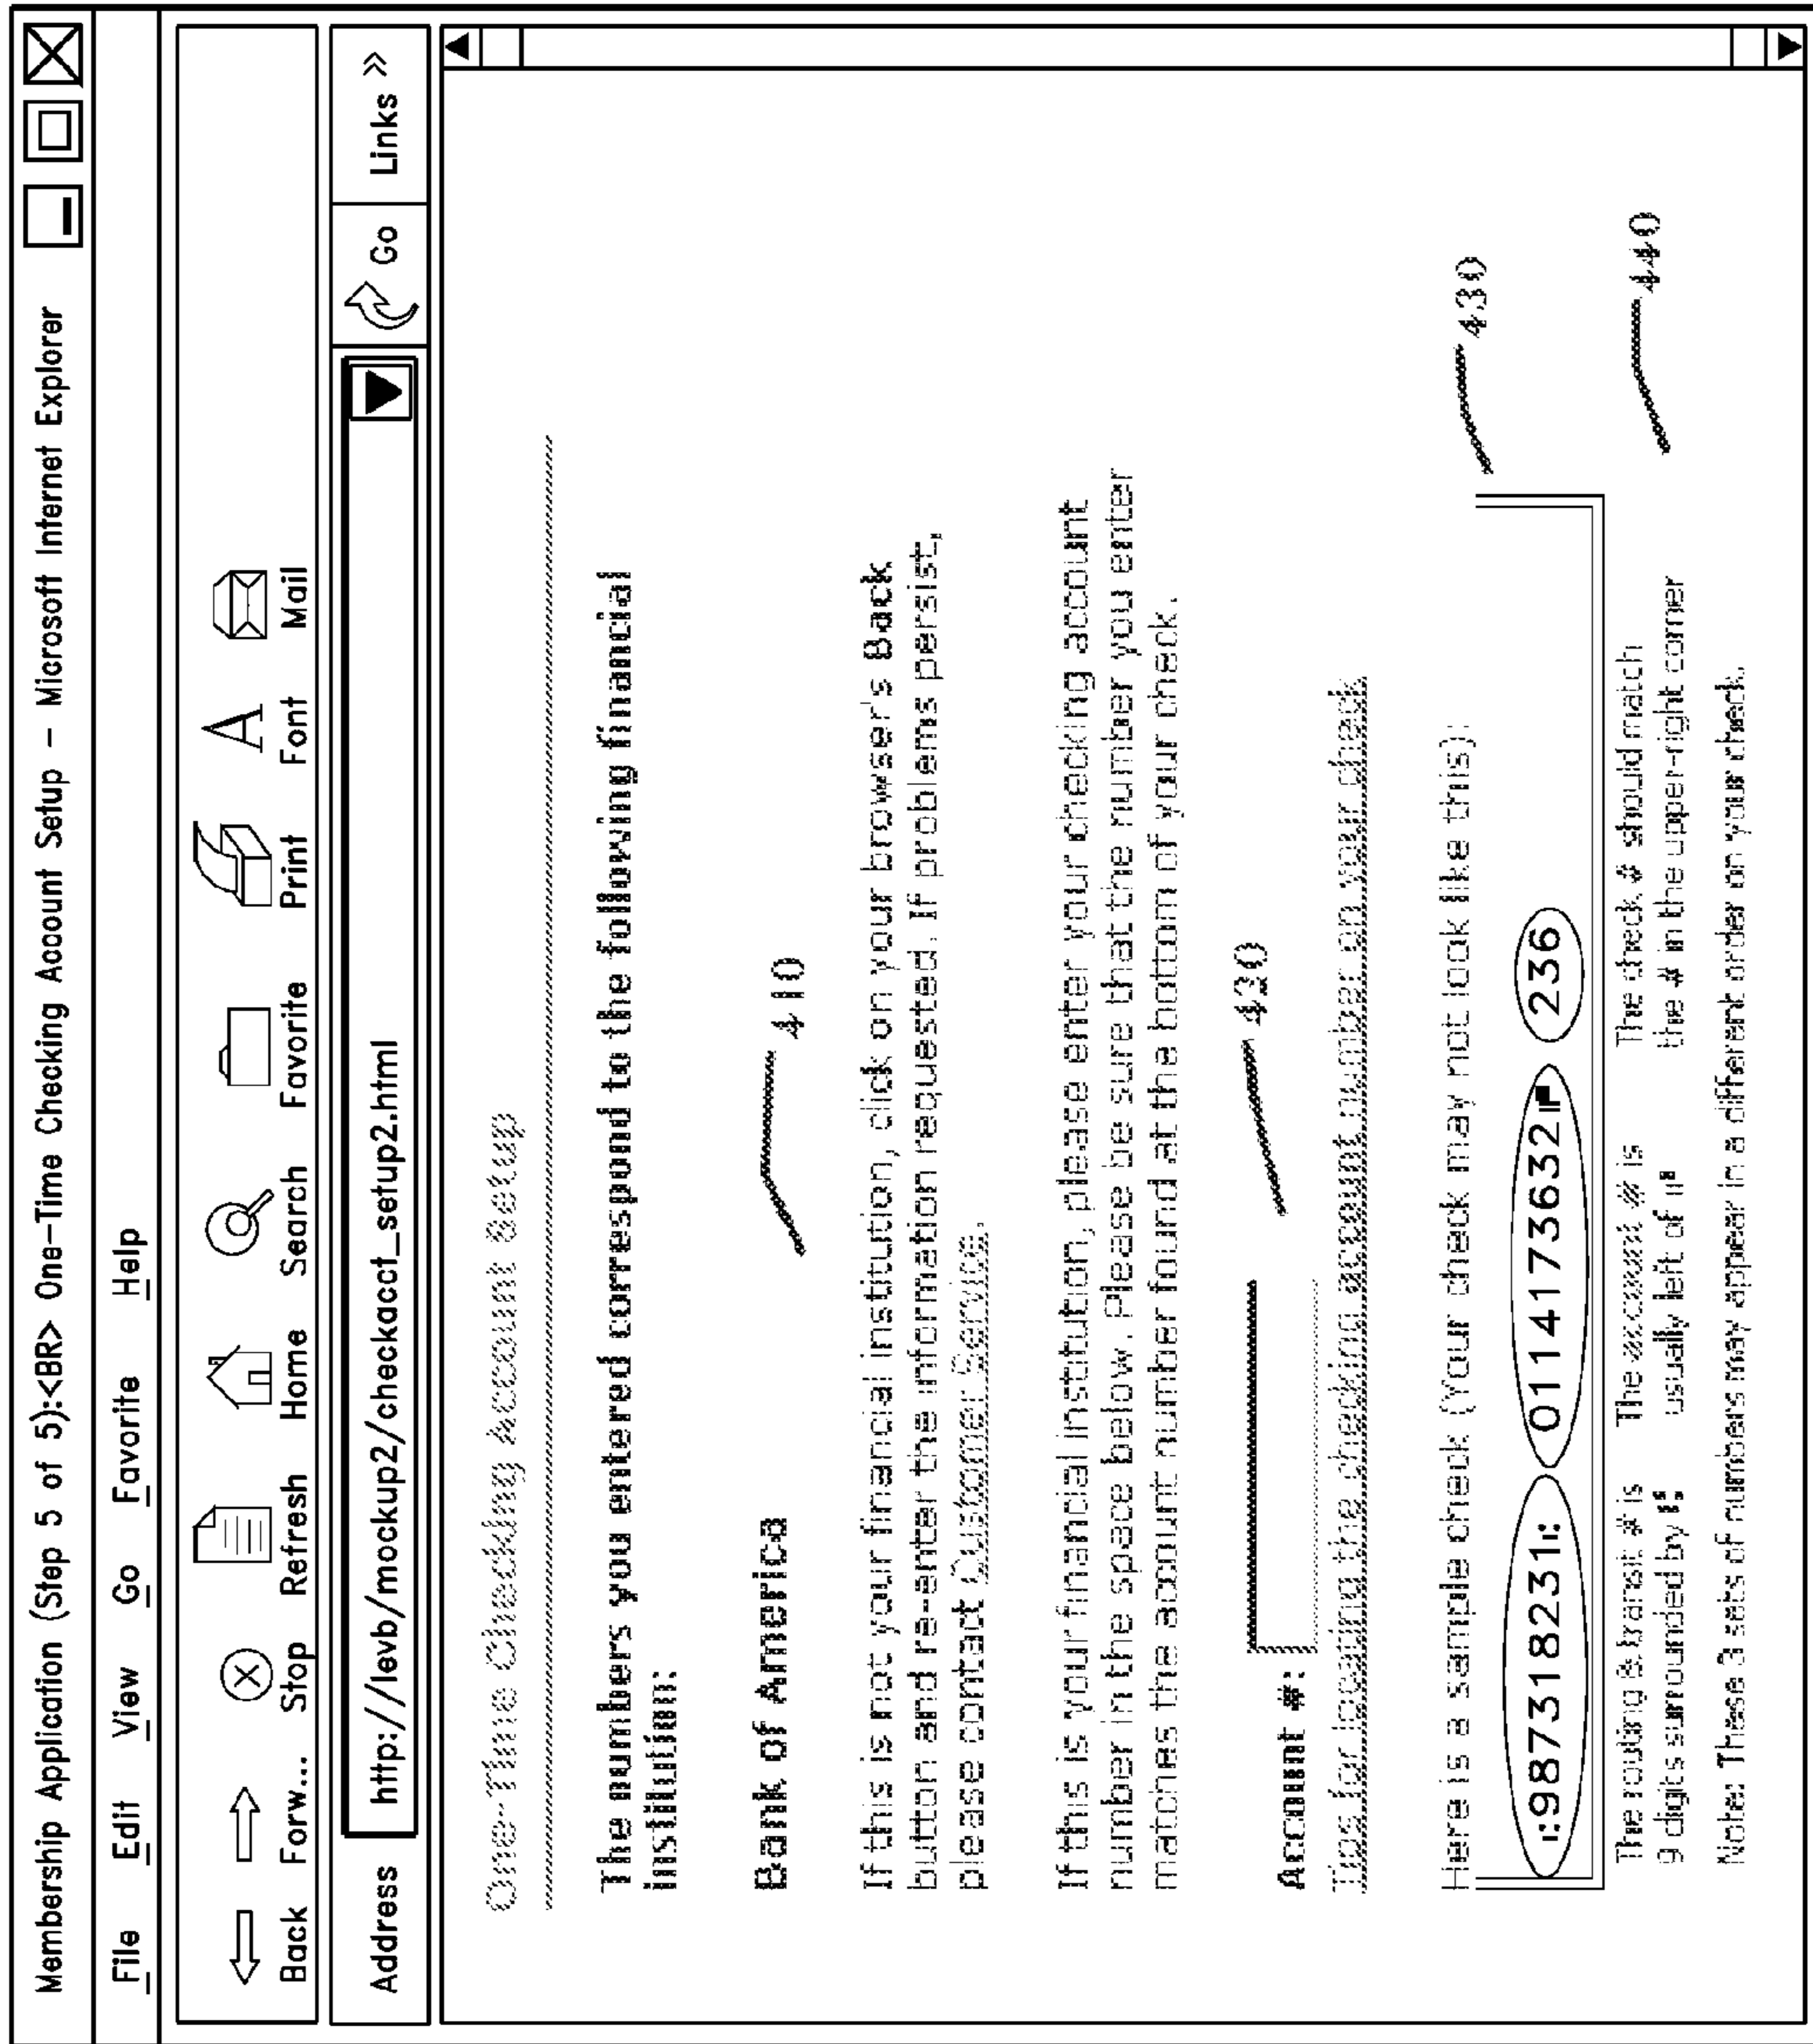 Membership Application (Step 5 of 5):<BR> One-Time Checking Account Setup – Microsoft Internet Explorer
File Edit View Go Favorite Help
Back Forw... Stop Refresh Home Search Favorite Print Font Mail
Address http://levb/mockup2/checkacct_setup2.html Go Links »
One-Time Checking Account Setup
The numbers you entered correspond to the following financial
institution:
Bank of America 410
If this is not your financial institution, click on your browser's Back
button and re-enter the information requested. If problems persist,
please contact Customer Service.
If this is your financial institution, please enter your checking account
number in the space below. Please be sure that the number you enter
matches the account number found at the bottom of your check.
Account #: 420
Tips for locating the checking account number on your check
Here is a sample check (Your check may not look like this): 430
⑆987318231⑆ 0114173632⑈ 236
440
The routing & transit # is The account # is The check # should match
9 digits surrounded by ⑆ usually left of ⑈ the # in the upper-right corner
Note: These 3 sets of numbers may appear in a different order on your check.